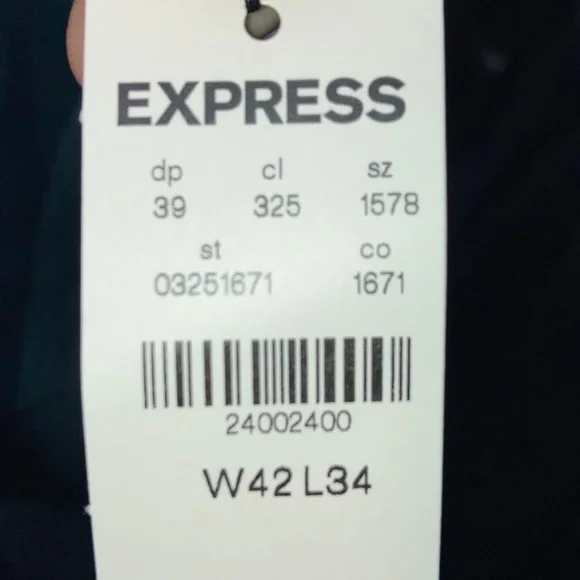 EXPRESS
dp cl sz
39 325 1578
st co
03251671 1671
24002400
W42 L34